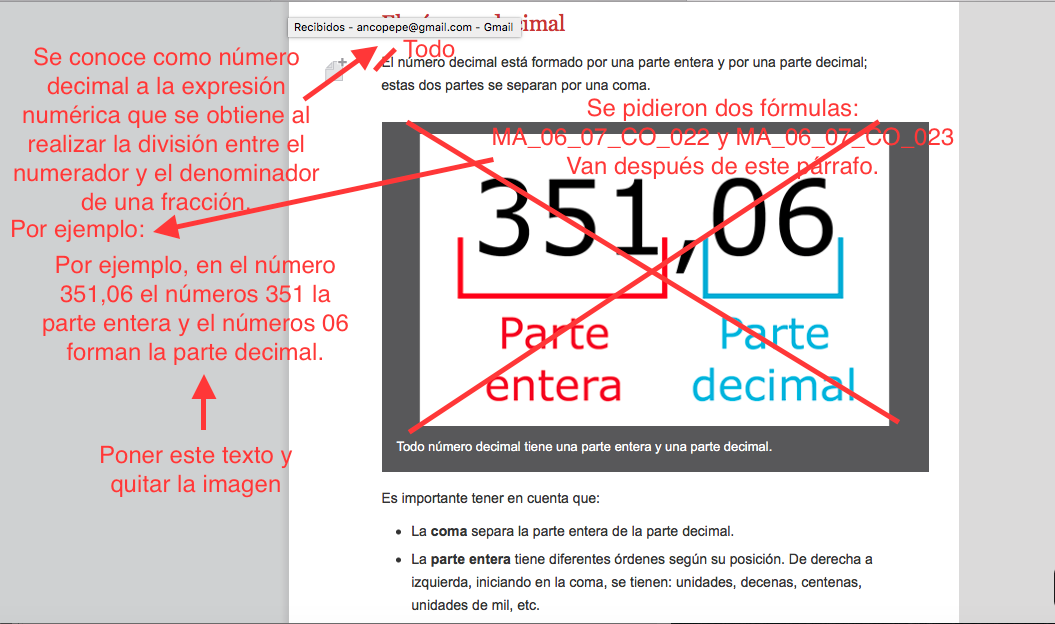 decimal
Recibidos - ancopepe@gmail.com - Gmail
Todo
Se conoce como número
decimal a la expresión
numérica que se obtiene al
realizar la división entre el
numerador y el denominador
de una fracción.
Por ejemplo:
Por ejemplo, en el número
351,06 el números 351 la
parte entera y el números 06
forman la parte decimal.
Poner este texto y
quitar la imagen
El número decimal está formado por una parte entera y por una parte decimal;
estas dos partes se separan por una coma.
Se pidieron dos fórmulas:
MA_06_07_CO_022 y MA_06_07_CO_023
Van después de este párrafo.
351,06
Parte entera
Parte decimal
Todo número decimal tiene una parte entera y una parte decimal.
Es importante tener en cuenta que:
• La coma separa la parte entera de la parte decimal.
• La parte entera tiene diferentes órdenes según su posición. De derecha a
izquierda, iniciando en la coma, se tienen: unidades, decenas, centenas,
unidades de mil, etc.